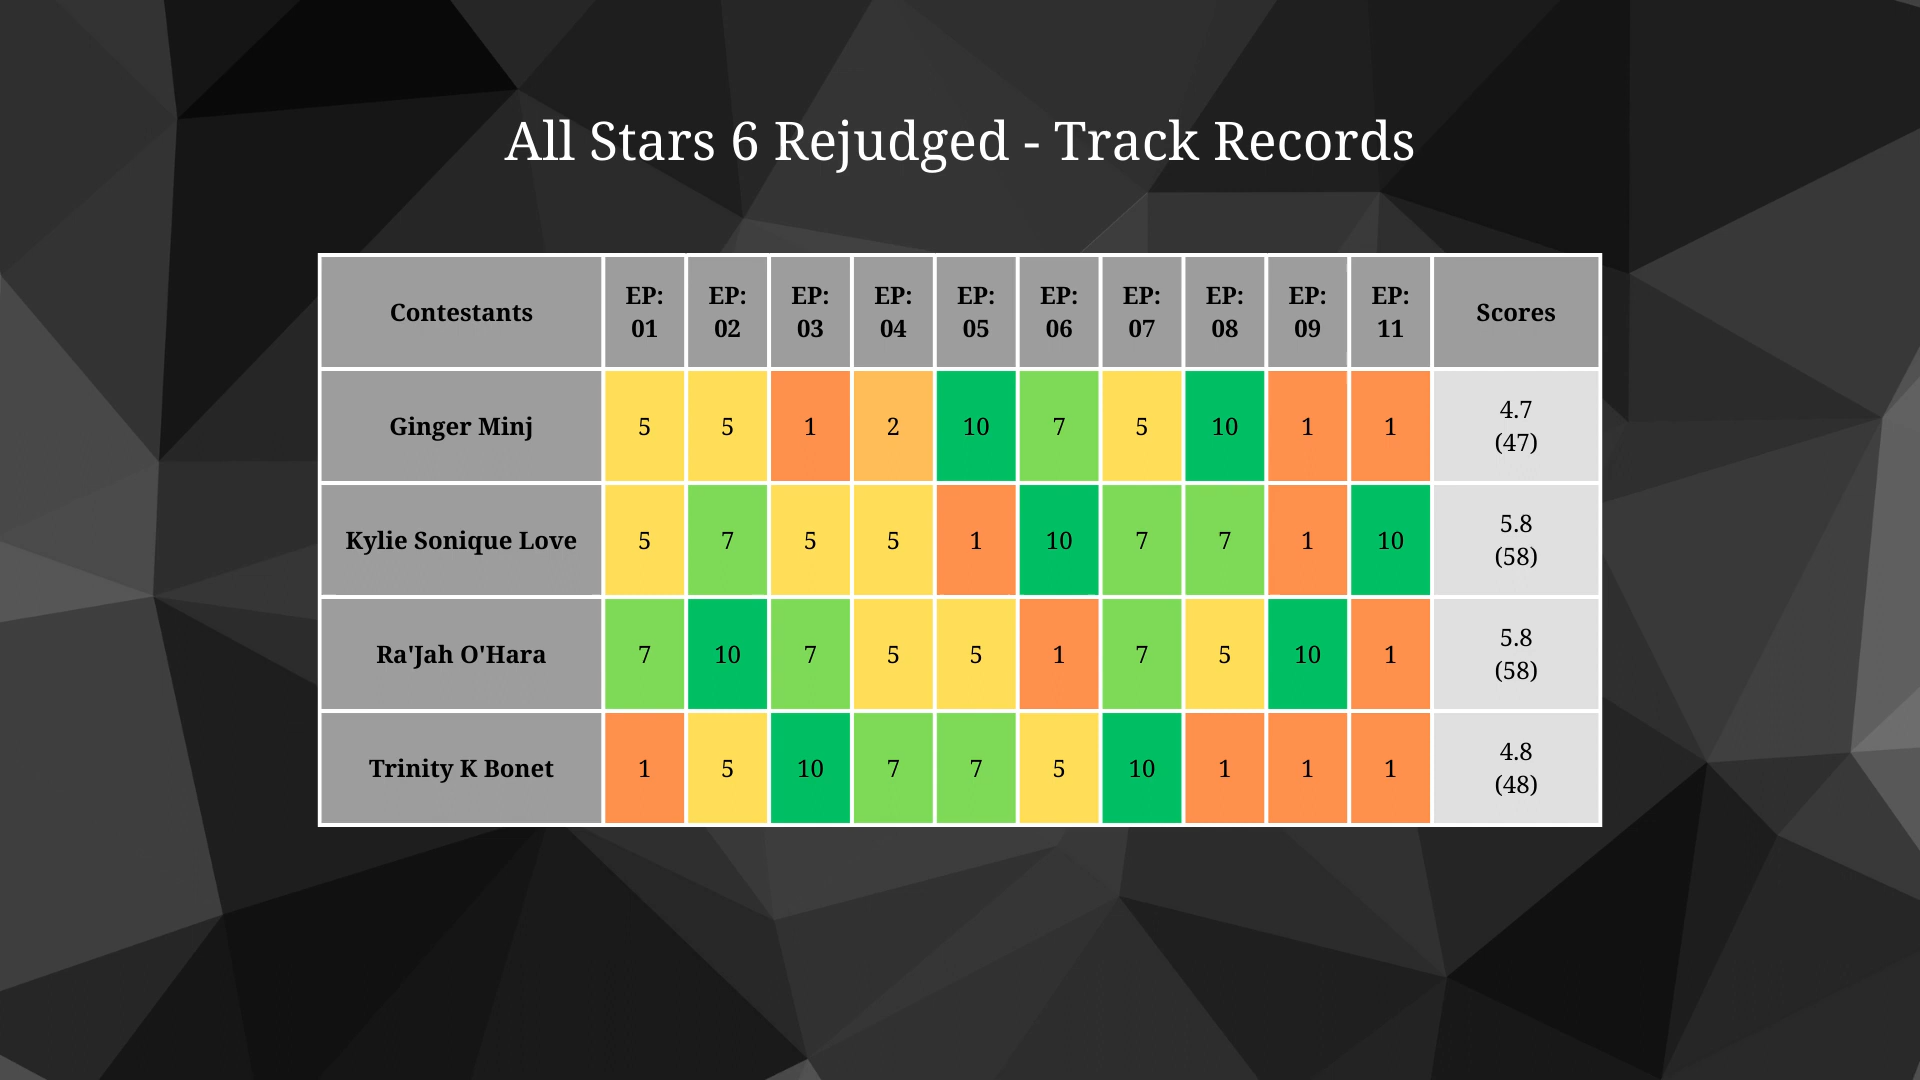 All Stars 6 Rejudged - Track Records
Contestants EP: 01 EP: 02 EP: 03 EP: 04 EP: 05 EP: 06 EP: 07 EP: 08 EP: 09 EP: 11 Scores
Ginger Minj 5 5 1 2 10 7 5 10 1 1 4.7 (47)
Kylie Sonique Love 5 7 5 5 1 10 7 7 1 10 5.8 (58)
Ra'Jah O'Hara 7 10 7 5 5 1 7 5 10 1 5.8 (58)
Trinity K Bonet 1 5 10 7 7 5 10 1 1 1 4.8 (48)